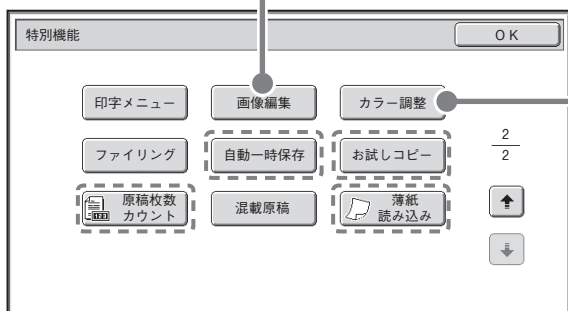 特別機能
OK
印字メニュー
画像編集
カラー調整
ファイリング
自動一時保存
お試しコピー
2
2
原稿枚数
カウント
混載原稿
薄紙
読み込み